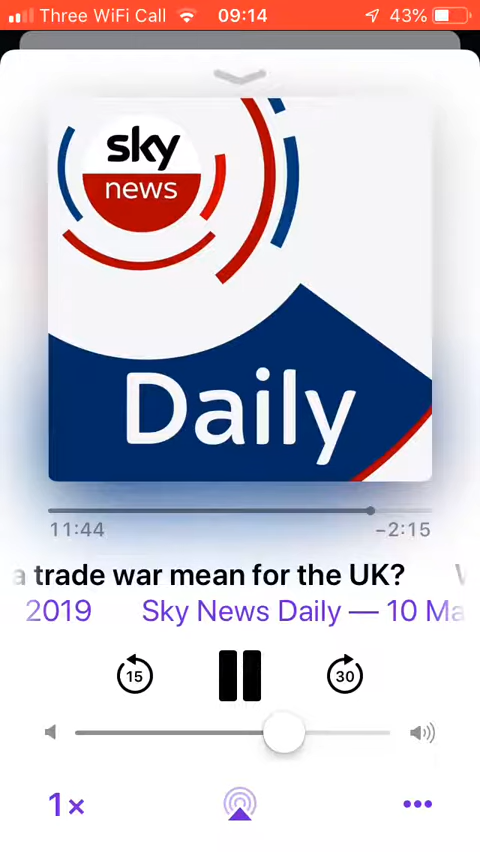 Three WiFi Call 09:14 43%
sky
news
Daily
11:44 −2:15
a trade war mean for the UK?
2019 Sky News Daily — 10 Ma
15 30
1×